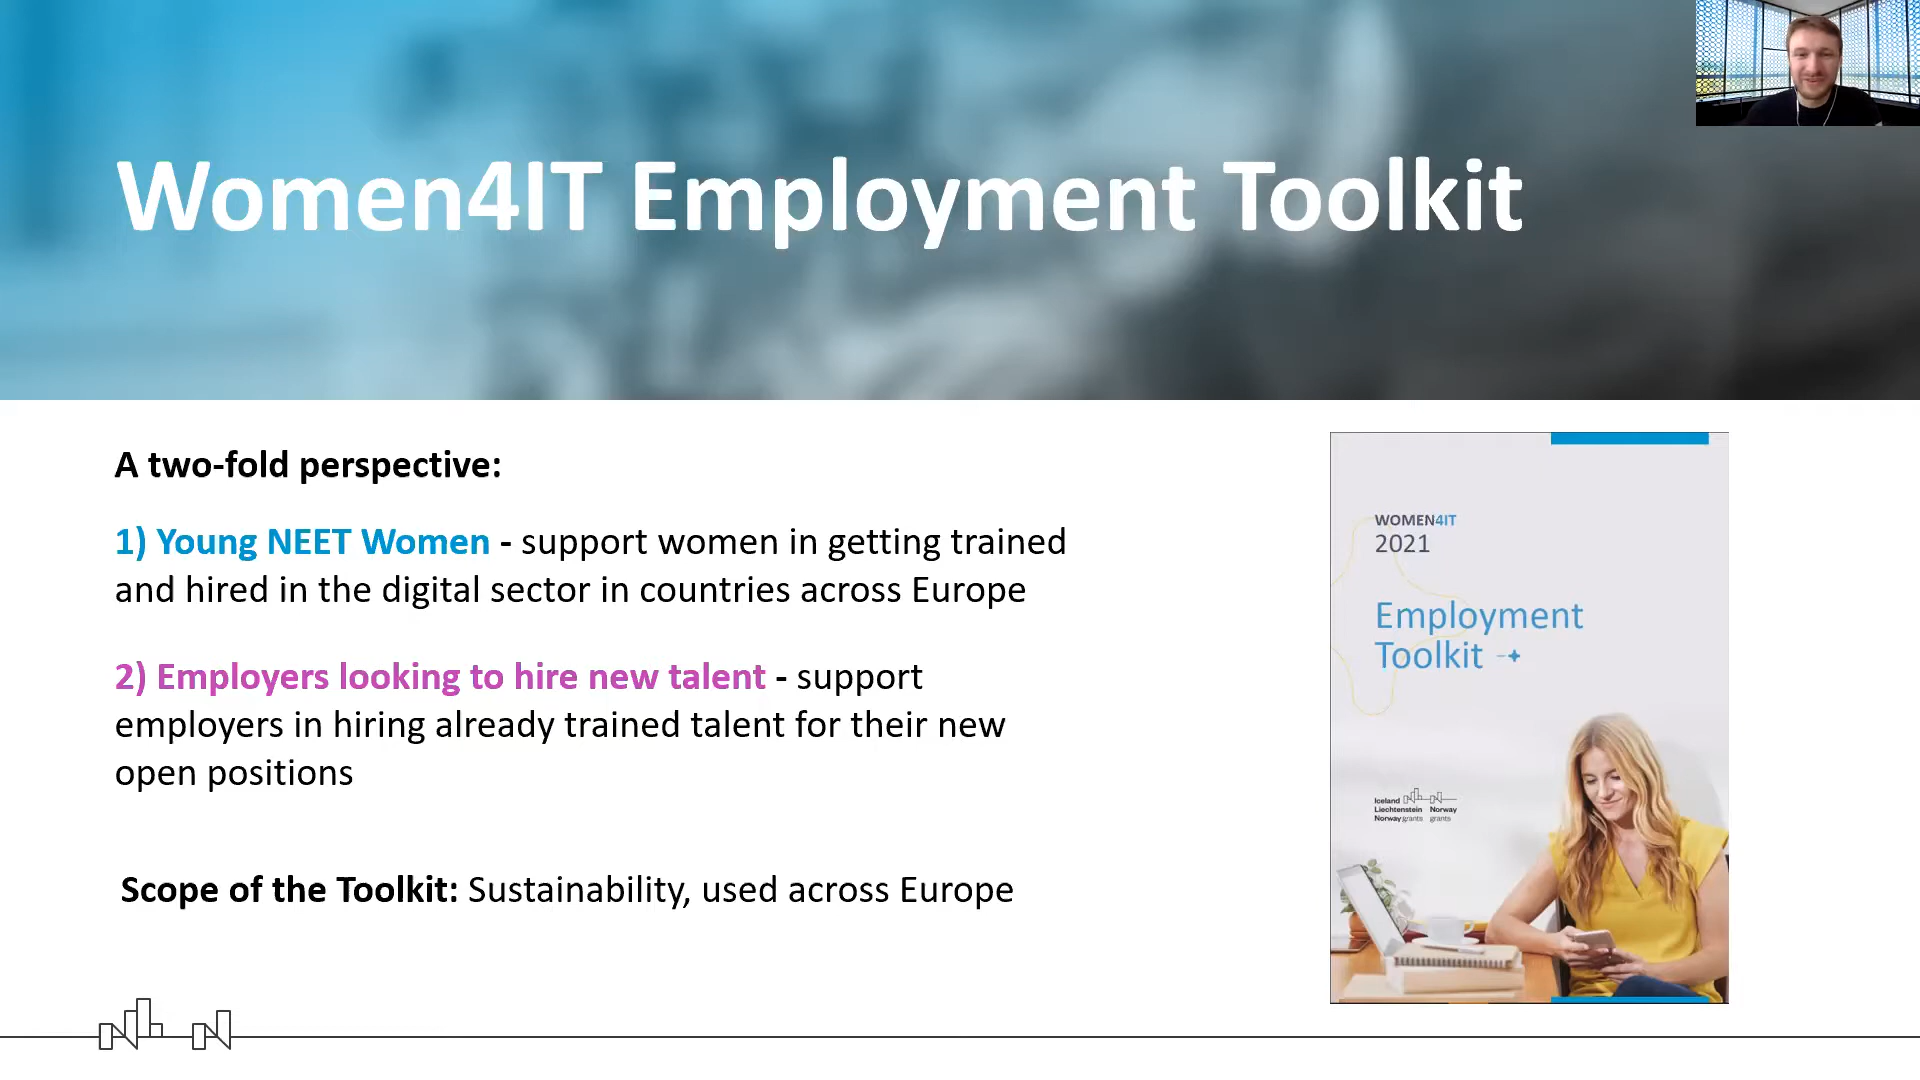 Women4IT Employment Toolkit
A two-fold perspective:
1) Young NEET Women - support women in getting trained
and hired in the digital sector in countries across Europe
2) Employers looking to hire new talent - support
employers in hiring already trained talent for their new
open positions
Scope of the Toolkit: Sustainability, used across Europe
WOMEN4IT
2021
Employment
Toolkit
Iceland
Liechtenstein Norway
Norway grants grants